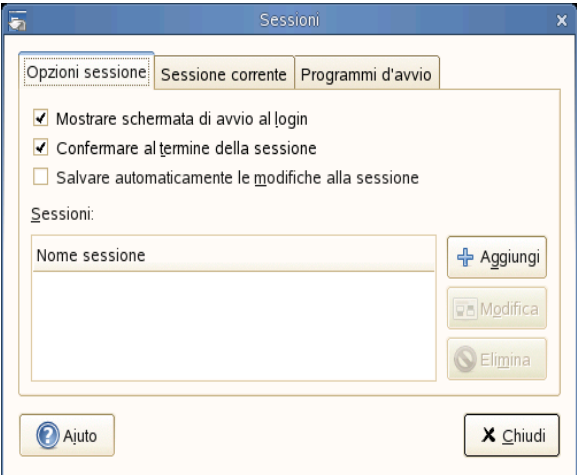 Sessioni
Opzioni sessione Sessione corrente Programmi d'avvio
Mostrare schermata di avvio al login
Confermare al termine della sessione
Salvare automaticamente le modifiche alla sessione
Sessioni:
Nome sessione
Aggiungi
Modifica
Elimina
Aiuto
Chiudi